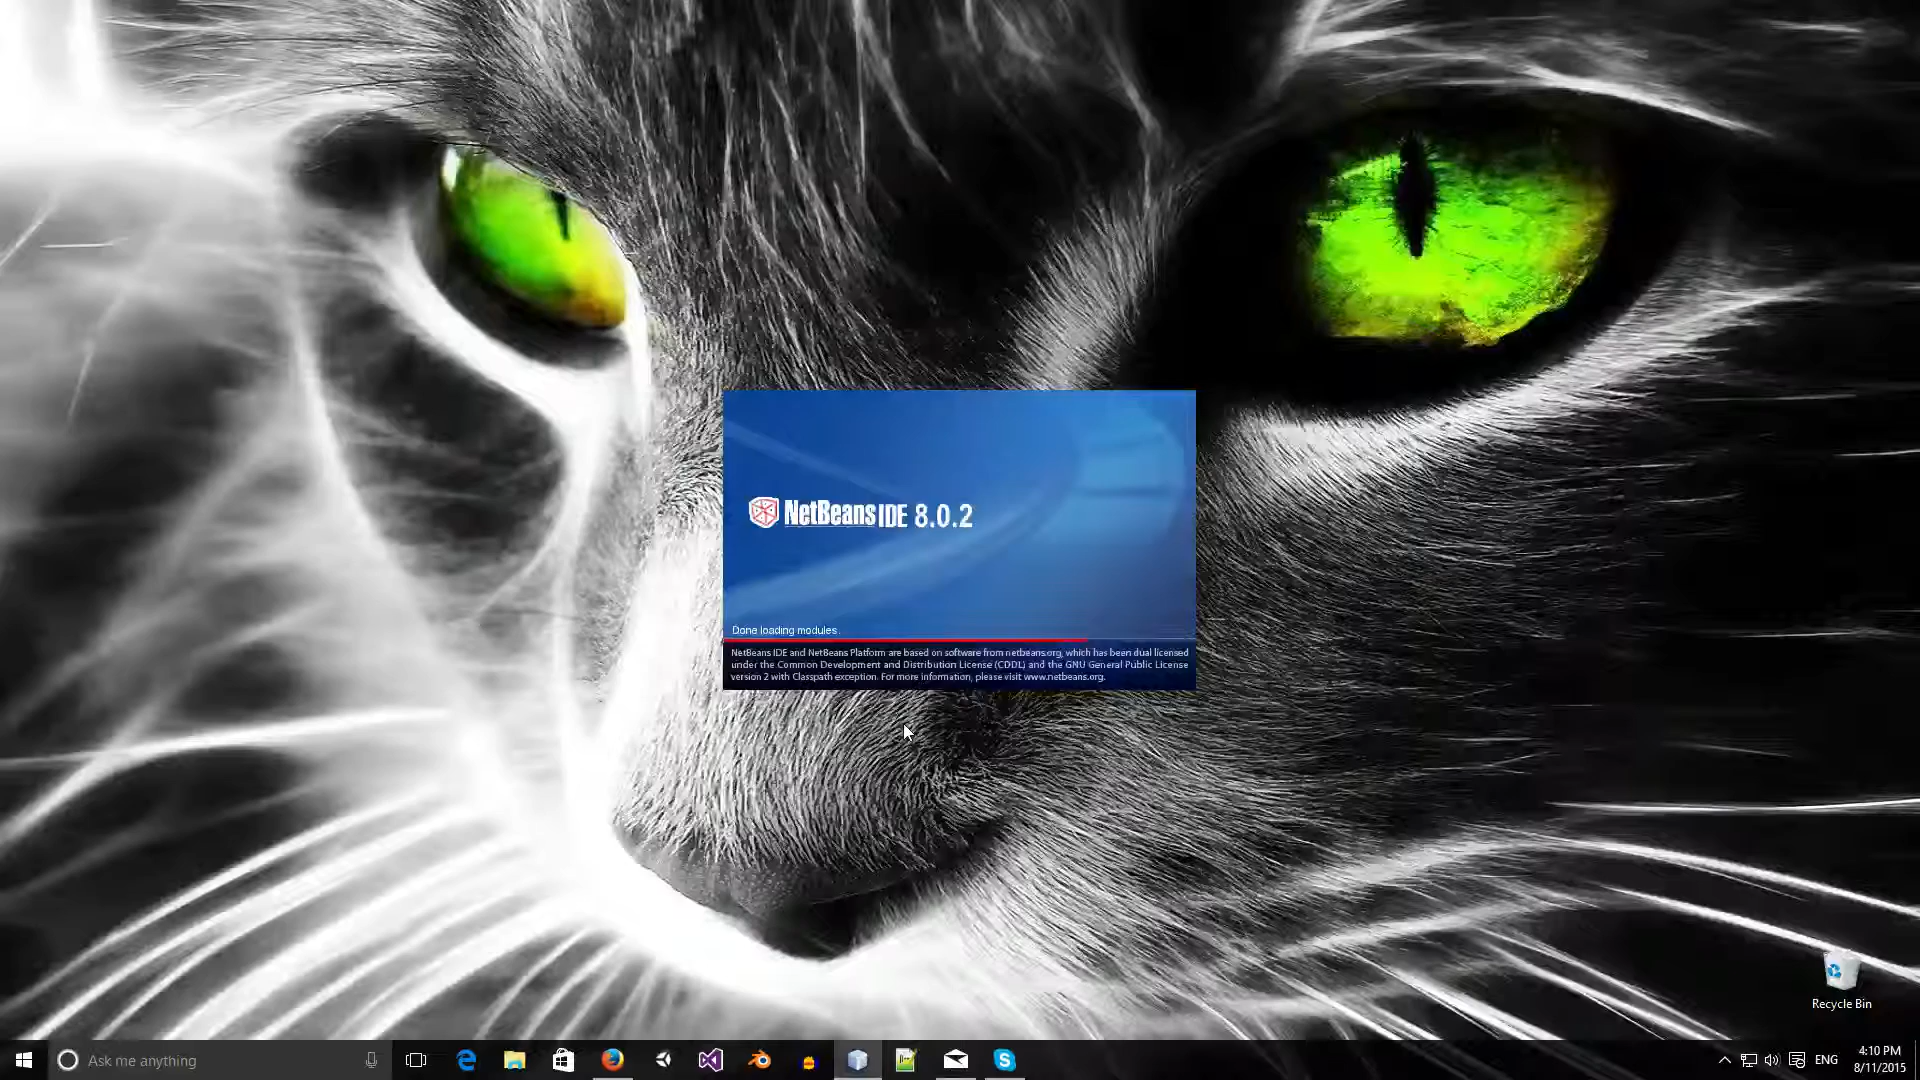 NetBeans IDE 8.0.2
Done loading modules.
NetBeans IDE and NetBeans Platform are based on software from netbeans.org, which has been dual licensed
under the Common Development and Distribution License (CDDL) and the GNU General Public License
version 2 with Classpath exception. For more information, please visit www.netbeans.org.
Recycle Bin
Ask me anything
ENG
4:10 PM
8/11/2015